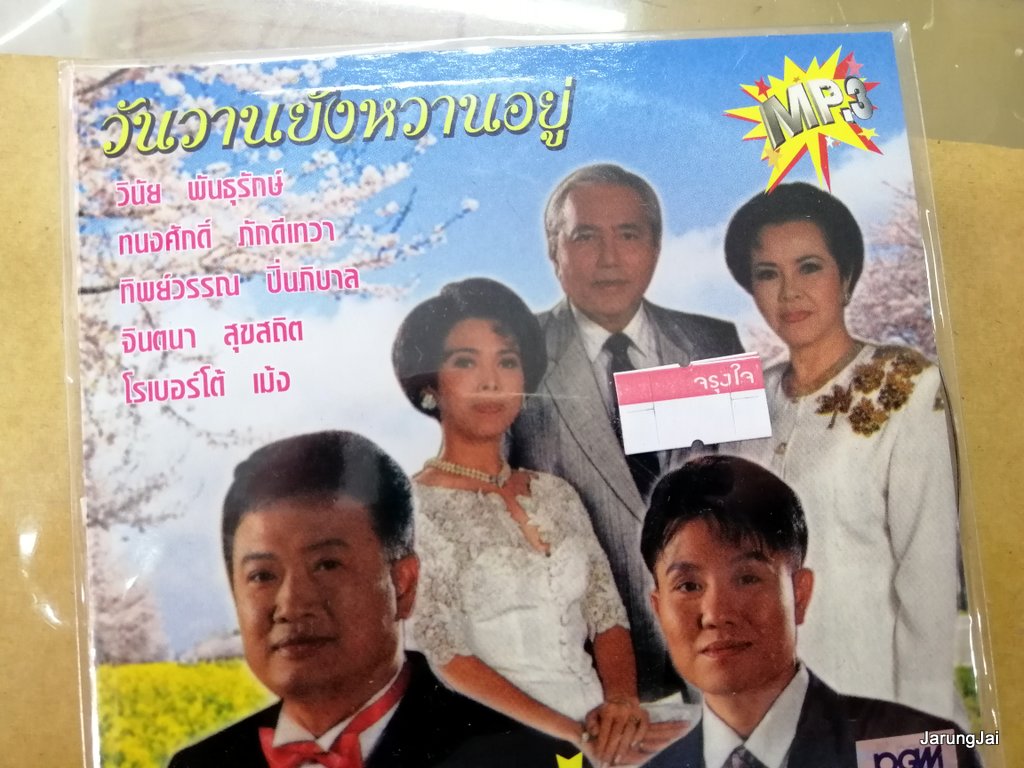 วันวานยังหวานอยู่
MP.3
วินัย พันธุรักษ์
ทนงศักดิ์ ภักดีเทวา
ทิพย์วรรณ ปิ่นภิบาล
จินตนา สุขสถิต
โรเบอร์โต้ เม้ง
จรุงใจ
PGM
JarungJai